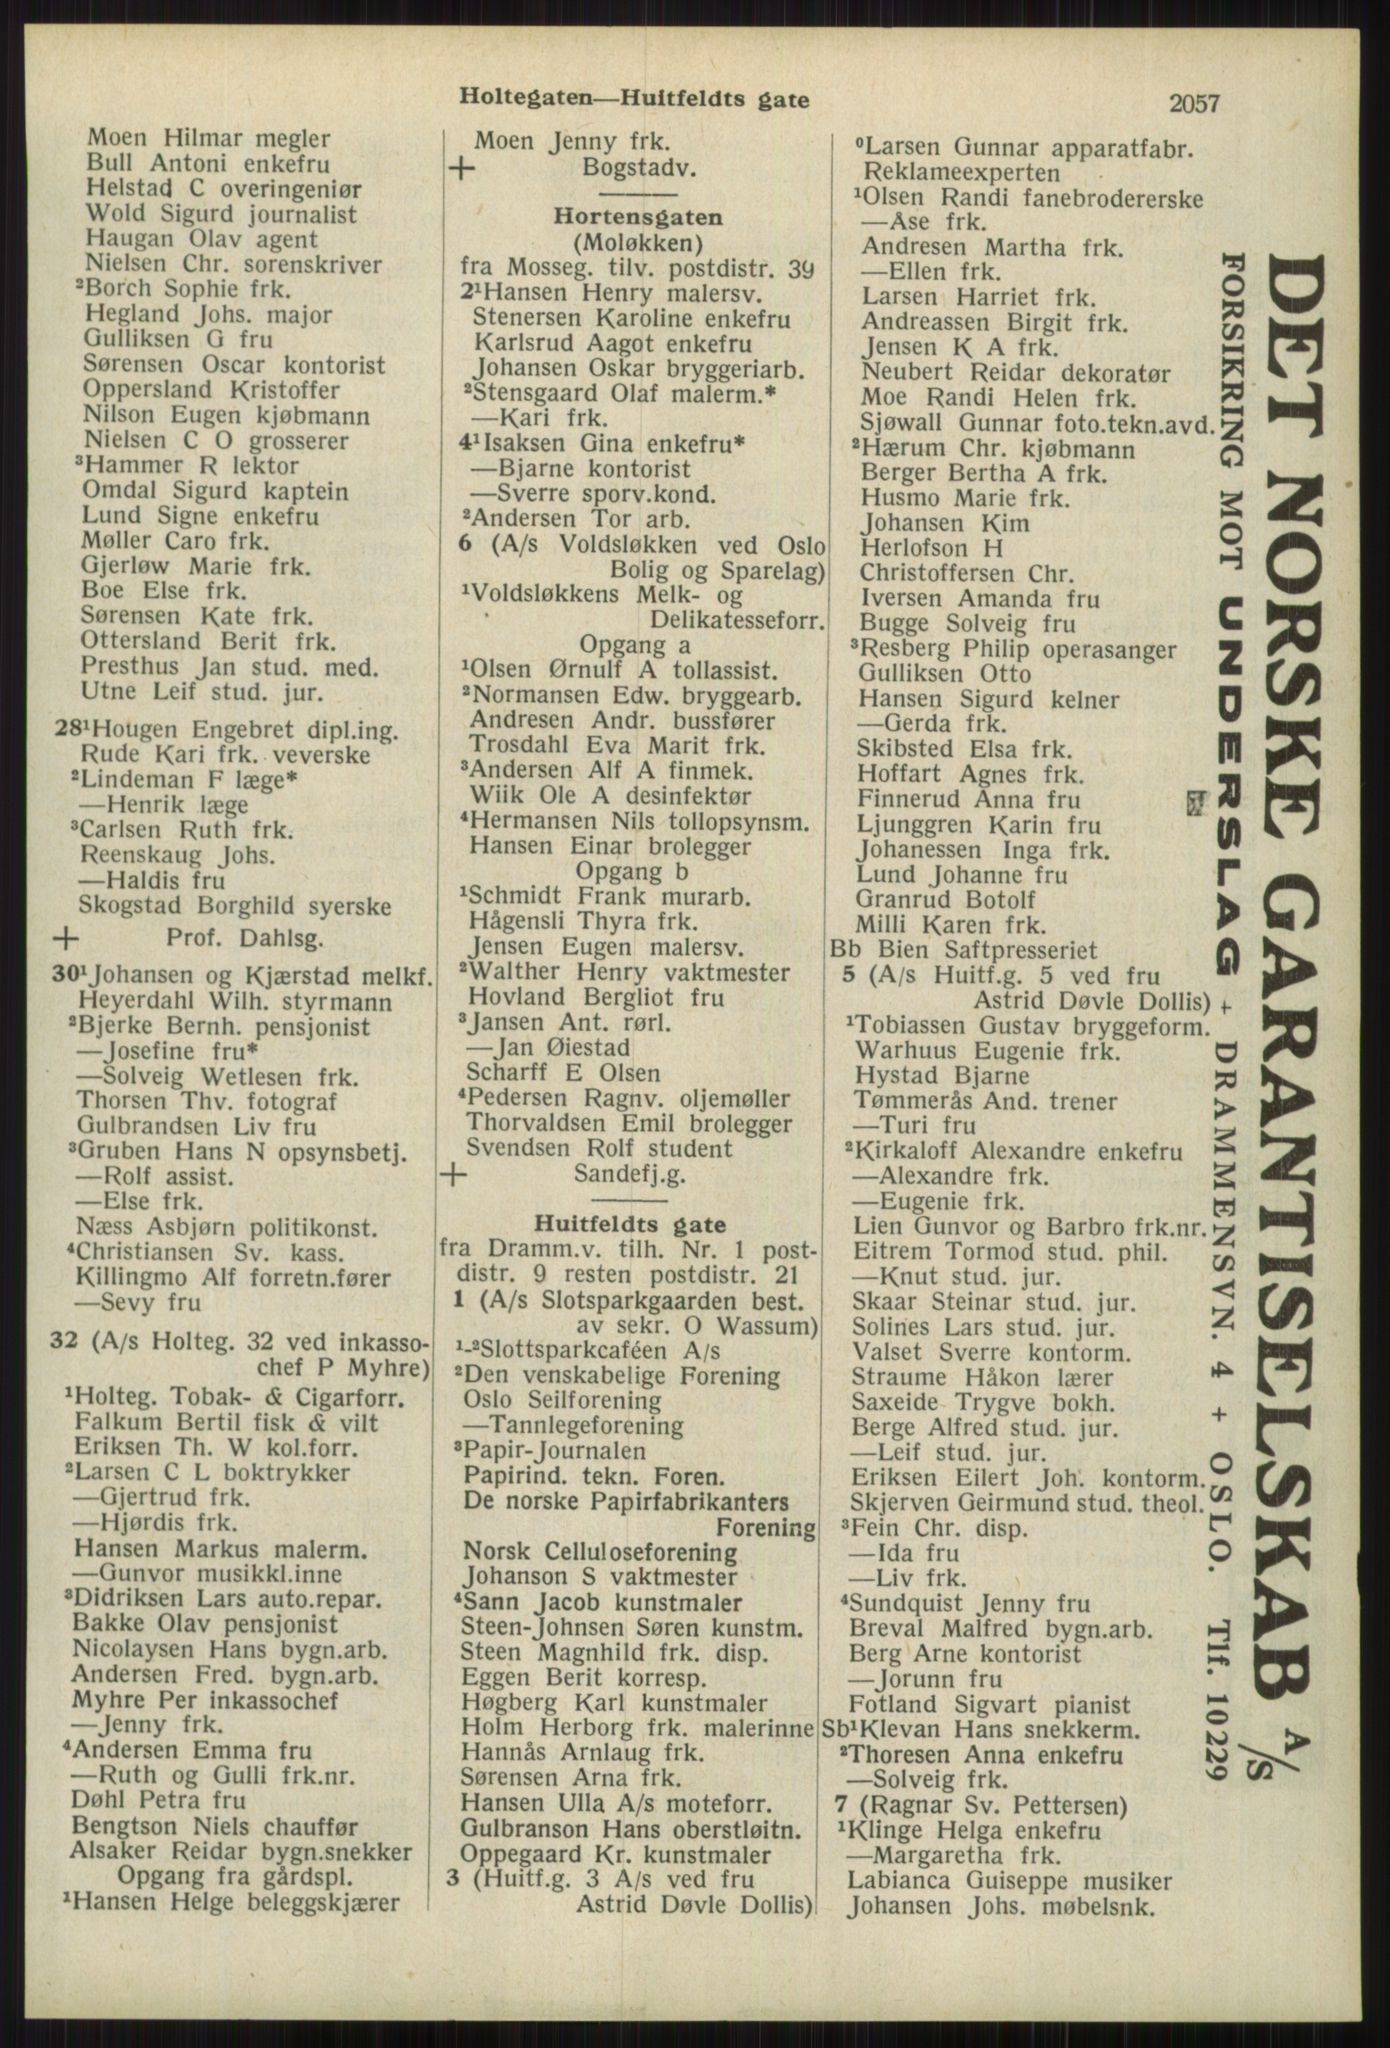 Holtegaten—Huitfeldts gate
2057
Moen Hilmar megler
Bull Antoni enkefru
Helstad C overingeniør
Wold Sigurd journalist
Haugan Olav agent
Nielsen Chr. sorenskriver
²Borch Sophie frk.
Hegland Johs. major
Gulliksen G fru
Sørensen Oscar kontorist
Oppersland Kristoffer
Nilson Eugen kjøbmann
Nielsen C O grosserer
³Hammer R lektor
Omdal Sigurd kaptein
Lund Signe enkefru
Møller Caro frk.
Gjerløw Marie frk.
Boe Else frk.
Sørensen Kate frk.
Ottersland Berit frk.
Presthus Jan stud. med.
Utne Leif stud. jur.
28¹Hougen Engebret dipl.ing.
Rude Kari frk. veverske
²Lindeman F læge*
—Henrik læge
³Carlsen Ruth frk.
Reenskaug Johs.
—Haldis fru
Skogstad Borghild syerske
+ Prof. Dahlsg.
30¹Johansen og Kjærstad melkf.
Heyerdahl Wilh. styrmann
²Bjerke Bernh. pensjonist
—Josefine fru*
—Solveig Wetlesen frk.
Thorsen Thv. fotograf
Gulbrandsen Liv fru
³Gruben Hans N opsynsbetj.
—Rolf assist.
—Else frk.
Næss Asbjørn politikonst.
⁴Christiansen Sv. kass.
Killingmo Alf forretn.fører
—Sevy fru
32 (A/s Holteg. 32 ved inkasso-
chef P Myhre)
¹Holteg. Tobak- & Cigarforr.
Falkum Bertil fisk & vilt
Eriksen Th. W kol.forr.
²Larsen C L boktrykker
—Gjertrud frk.
—Hjørdis frk.
Hansen Markus malerm.
—Gunvor musikkl.inne
³Didriksen Lars auto.repar.
Bakke Olav pensjonist
Nicolaysen Hans bygn.arb.
Andersen Fred. bygn.arb.
Myhre Per inkassochef
—Jenny frk.
⁴Andersen Emma fru
—Ruth og Gulli frk.nr.
Døhl Petra fru
Bengtson Niels chauffør
Alsaker Reidar bygn.snekker
Opgang fra gårdspl.
¹Hansen Helge beleggskjærer
Moen Jenny frk.
+ Bogstadv.
Hortensgaten
(Moløkken)
fra Mosseg. tilv. postdistr. 39
2¹Hansen Henry malersv.
Stenersen Karoline enkefru
Karlsrud Aagot enkefru
Johansen Oskar bryggeriarb.
²Stensgaard Olaf malerm.*
—Kari frk.
4¹Isaksen Gina enkefru*
—Bjarne kontorist
—Sverre sporv.kond.
²Andersen Tor arb.
6 (A/s Voldsløkken ved Oslo
Bolig og Sparelag)
¹Voldsløkkens Melk- og
Delikatesseforr.
Opgang a
¹Olsen Ørnulf A tollassist.
²Normansen Edw. bryggearb.
Andresen Andr. bussfører
Trosdahl Eva Marit frk.
³Andersen Alf A finmek.
Wiik Ole A desinfektør
⁴Hermansen Nils tollopsynsm.
Hansen Einar brolegger
Opgang b
¹Schmidt Frank murarb.
Hågensli Thyra frk.
Jensen Eugen malersv.
²Walther Henry vaktmester
Hovland Bergliot fru
³Jansen Ant. rørl.
—Jan Øiestad
Scharff E Olsen
⁴Pedersen Ragnv. oljemøller
Thorvaldsen Emil brolegger
Svendsen Rolf student
+ Sandefj.g.
Huitfeldts gate
fra Dramm.v. tilh. Nr. 1 post-
distr. 9 resten postdistr. 21
1 (A/s Slotsparkgaarden best.
av sekr. O Wassum)
¹-²Slottsparkcaféen A/s
²Den venskabelige Forening
Oslo Seilforening
—Tannlegeforening
³Papir-Journalen
Papirind. tekn. Foren.
De norske Papirfabrikanters
Forening
Norsk Celluloseforening
Johanson S vaktmester
⁴Sann Jacob kunstmaler
Steen-Johnsen Søren kunstm.
Steen Magnhild frk. disp.
Eggen Berit korresp.
Høgberg Karl kunstmaler
Holm Herborg frk. malerinne
Hannås Arnlaug frk.
Sørensen Arna frk.
Hansen Ulla A/s moteforr.
Gulbranson Hans oberstløitn.
Oppegaard Kr. kunstmaler
3 (Huitf.g. 3 A/s ved fru
Astrid Døvle Dollis)
⁰Larsen Gunnar apparatfabr.
Reklameexperten
¹Olsen Randi fanebrodererske
—Åse frk.
Andresen Martha frk.
—Ellen frk.
Larsen Harriet frk.
Andreassen Birgit frk.
Jensen K A frk.
Neubert Reidar dekoratør
Moe Randi Helen frk.
Sjøwall Gunnar foto.tekn.avd.
²Hærum Chr. kjøbmann
Berger Bertha A frk.
Husmo Marie frk.
Johansen Kim
Herlofson H
Christoffersen Chr.
Iversen Amanda fru
Bugge Solveig fru
³Resberg Philip operasanger
Gulliksen Otto
Hansen Sigurd kelner
—Gerda frk.
Skibsted Elsa frk.
Hoffart Agnes frk.
Finnerud Anna fru
Ljunggren Karin fru
Johanessen Inga frk.
Lund Johanne fru
Granrud Botolf
Milli Karen frk.
Bb Bien Saftpresseriet
5 (A/s Huitf.g. 5 ved fru
Astrid Døvle Dollis)
¹Tobiassen Gustav bryggeform.
Warhuus Eugenie frk.
Hystad Bjarne
Tømmerås And. trener
—Turi fru
²Kirkaloff Alexandre enkefru
—Alexandre frk.
—Eugenie frk.
Lien Gunvor og Barbro frk.nr.
Eitrem Tormod stud. phil.
—Knut stud. jur.
Skaar Steinar stud. jur.
Solines Lars stud. jur.
Valset Sverre kontorm.
Straume Håkon lærer
Saxeide Trygve bokh.
Berge Alfred stud. jur.
—Leif stud. jur.
Eriksen Eilert Joh. kontorm.
Skjerven Geirmund stud. theol.
³Fein Chr. disp.
—Ida fru
—Liv frk.
⁴Sundquist Jenny fru
Breval Malfred bygn.arb.
Berg Arne kontorist
—Jorunn fru
Fotland Sigvart pianist
Sb¹Klevan Hans snekkerm.
²Thoresen Anna enkefru
—Solveig frk.
7 (Ragnar Sv. Pettersen)
¹Klinge Helga enkefru
—Margaretha frk.
Labianca Guiseppe musiker
Johansen Johs. møbelsnk.
DET NORSKE GARANTISELSKAB A/S
FORSIKRING MOT UNDERSLAG + DRAMMENSVN. 4 + OSLO. Tlf. 10229